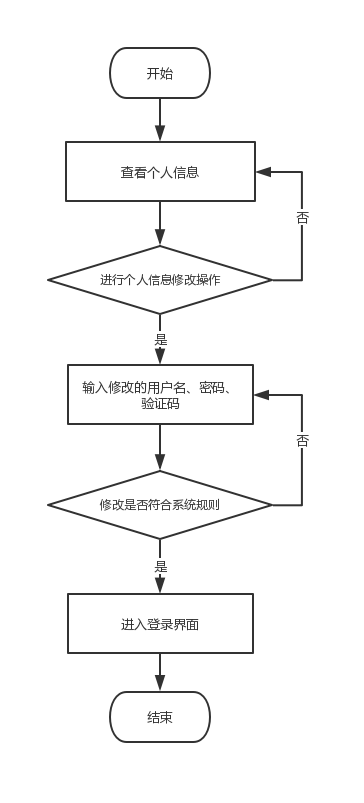 开始
查看个人信息
否
进行个人信息修改操作
是
输入修改的用户名、密码、
验证码
否
修改是否符合系统规则
是
进入登录界面
结束